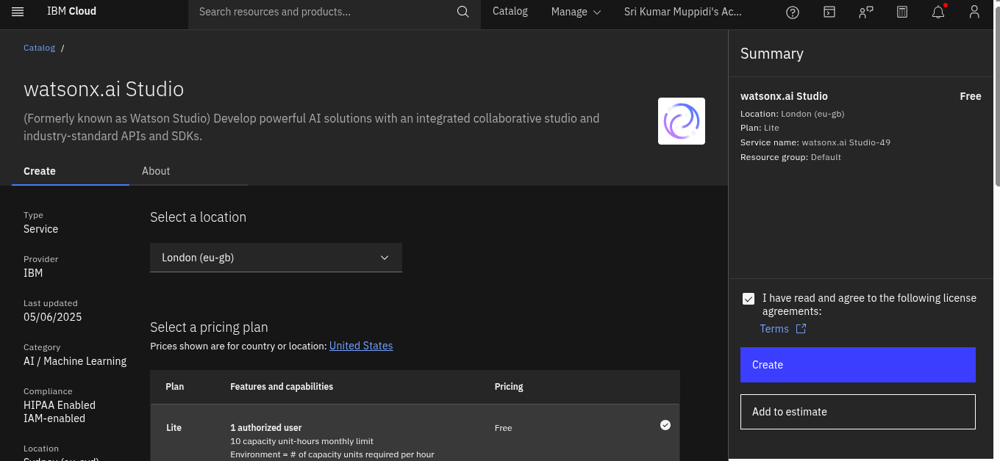 IBM Cloud
Search resources and products...
Catalog
Manage
Sri Kumar Muppidi's Ac...
Catalog /
watsonx.ai Studio
(Formerly known as Watson Studio) Develop powerful AI solutions with an integrated collaborative studio and
industry-standard APIs and SDKs.
Create
About
Type
Service
Provider
IBM
Last updated
05/06/2025
Category
AI / Machine Learning
Compliance
HIPAA Enabled
IAM-enabled
Location
Sydney (au-syd)
Select a location
London (eu-gb)
Select a pricing plan
Prices shown are for country or location: United States
Plan
Features and capabilities
Pricing
Lite
1 authorized user
10 capacity unit-hours monthly limit
Environment = # of capacity units required per hour
Free
Summary
watsonx.ai Studio
Free
Location: London (eu-gb)
Plan: Lite
Service name: watsonx.ai Studio-49
Resource group: Default
I have read and agree to the following license
agreements:
Terms
Create
Add to estimate